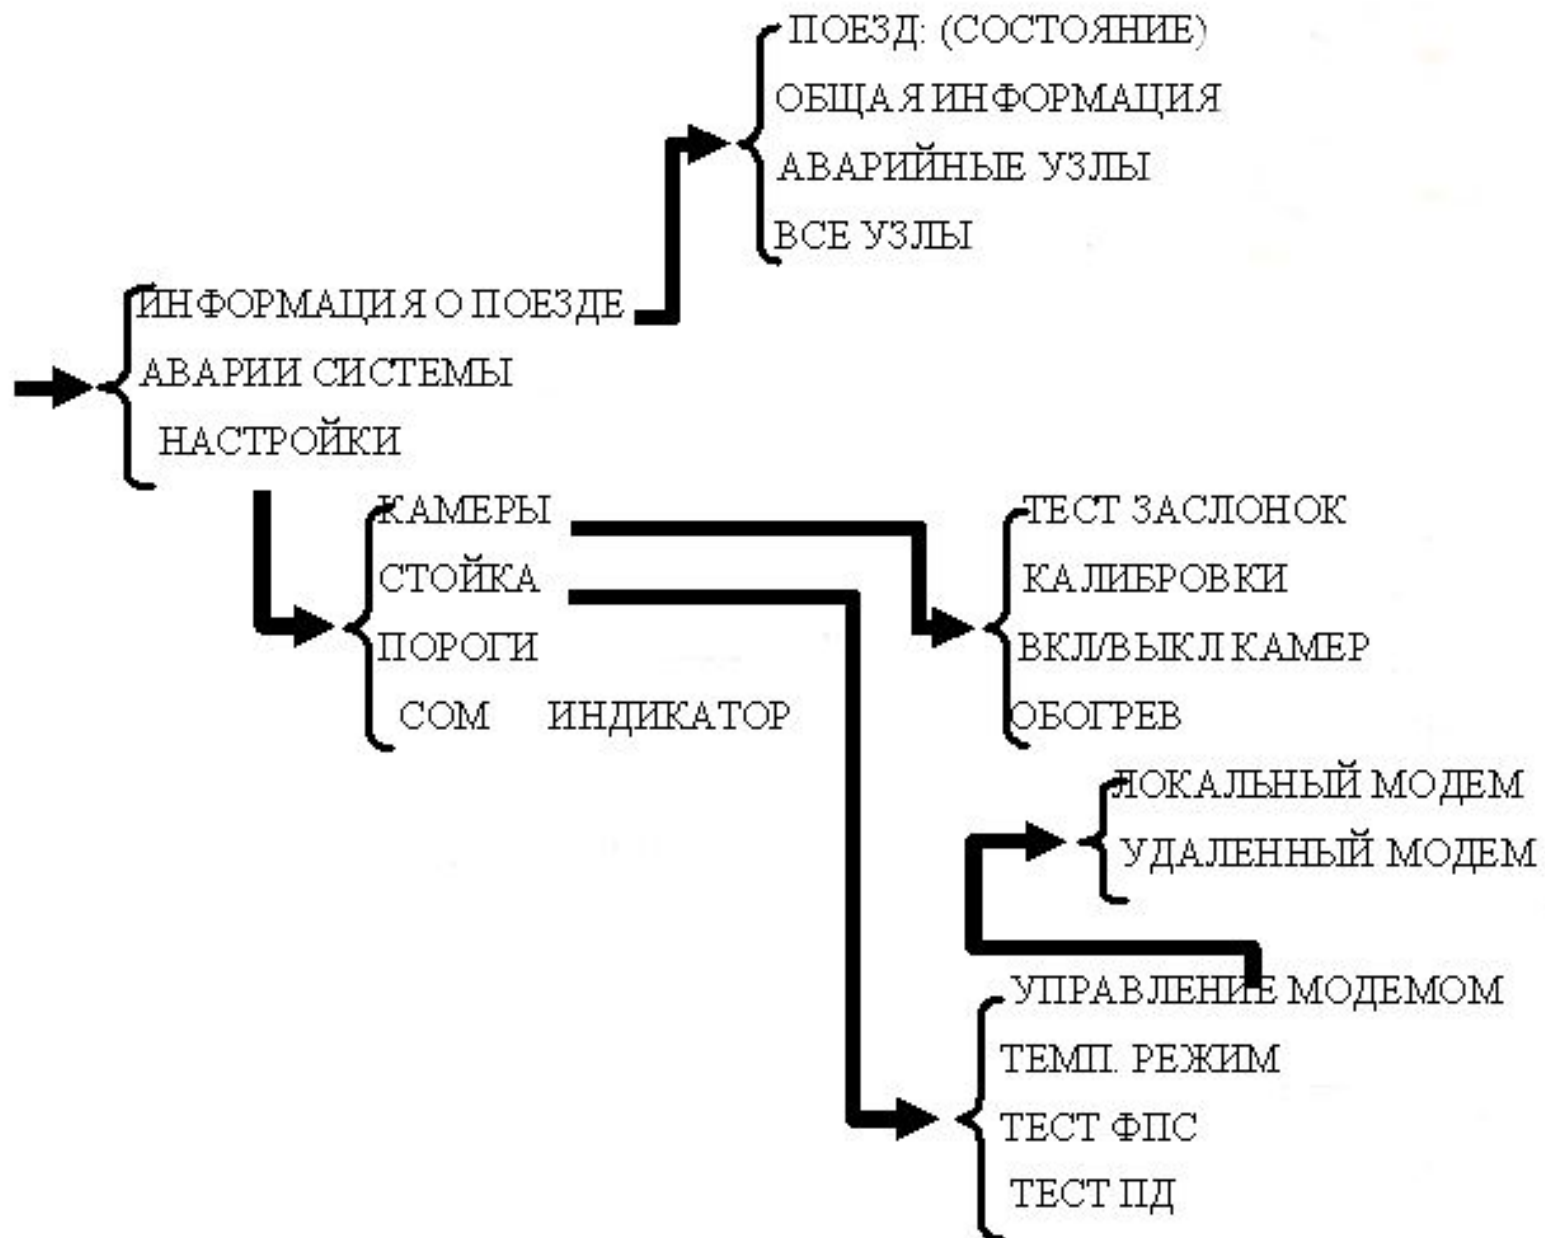 ПОЕЗД: (СОСТОЯНИЕ)
ОБЩАЯ ИНФОРМАЦИЯ
АВАРИЙНЫЕ УЗЛЫ
ВСЕ УЗЛЫ
ИНФОРМАЦИЯ О ПОЕЗДЕ
АВАРИИ СИСТЕМЫ
НАСТРОЙКИ
КАМЕРЫ
СТОЙКА
ПОРОГИ
СОМ ИНДИКАТОР
ТЕСТ ЗАСЛОНОК
КАЛИБРОВКИ
ВКЛ/ВЫКЛ КАМЕР
ОБОГРЕВ
ЛОКАЛЬНЫЙ МОДЕМ
УДАЛЕННЫЙ МОДЕМ
УПРАВЛЕНИЕ МОДЕМОМ
ТЕМП. РЕЖИМ
ТЕСТ ФПС
ТЕСТ ПД